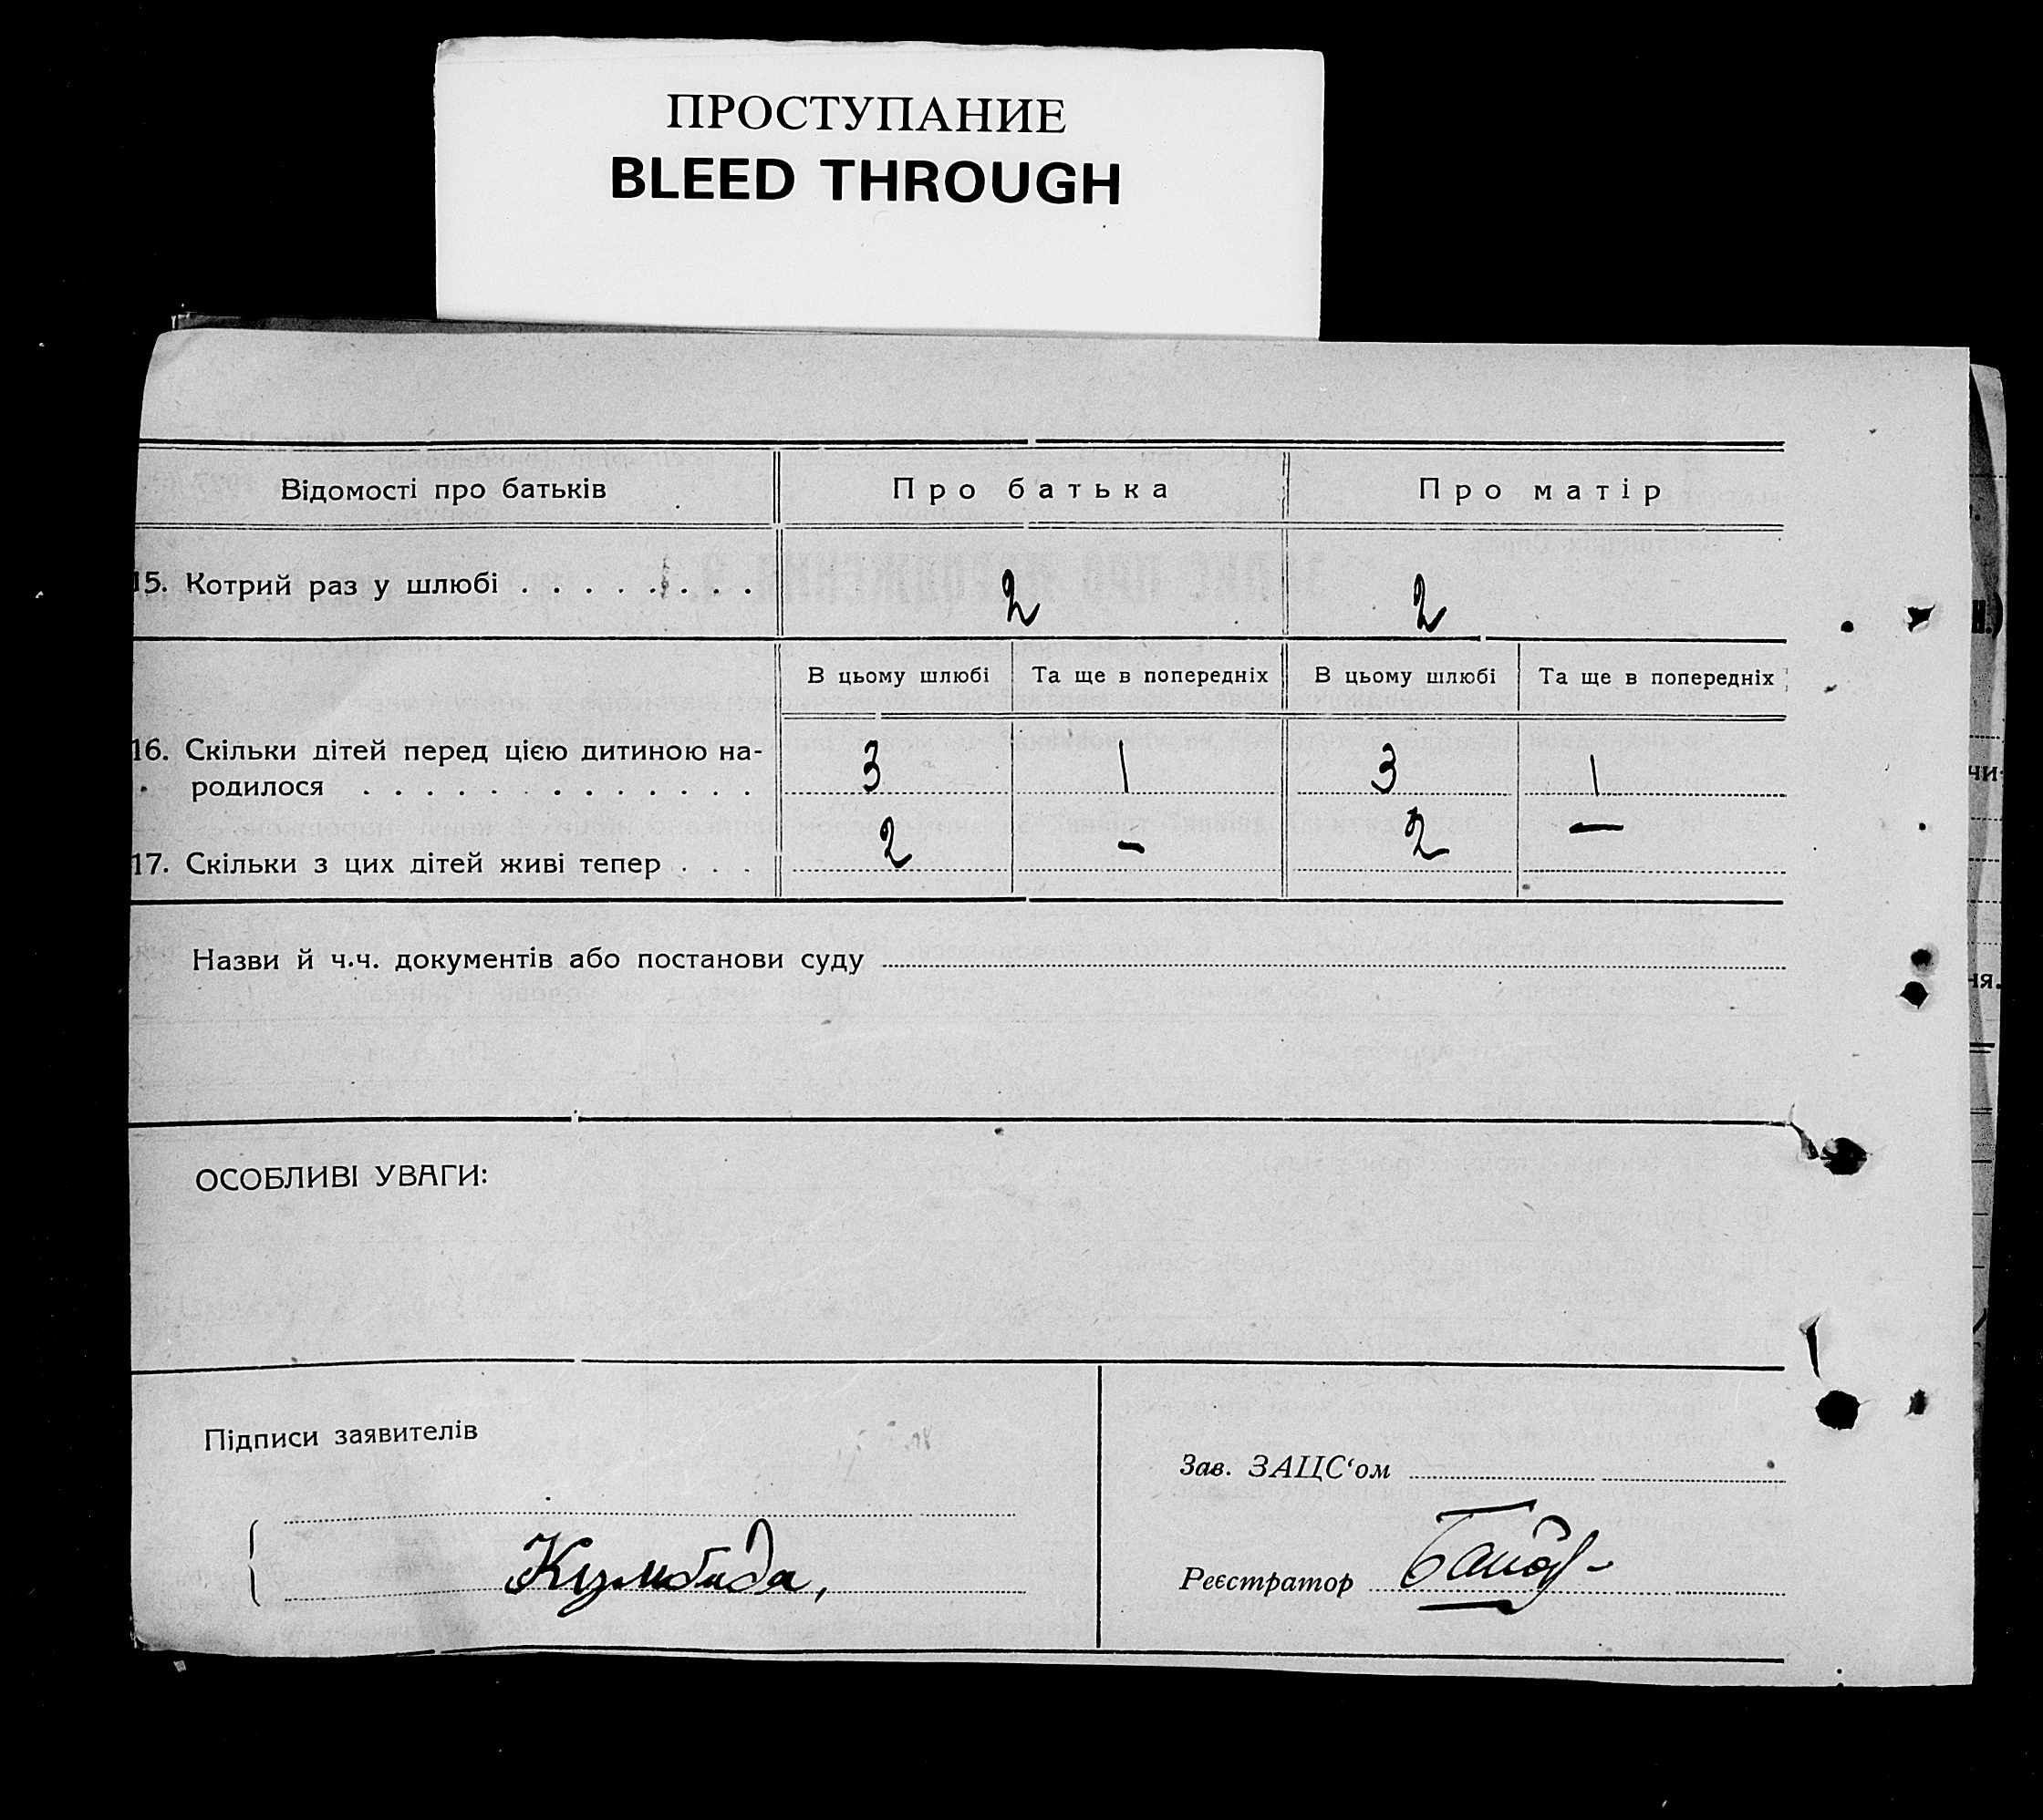 ПРОСТУПАНИЕ
BLEED THROUGH
Відомості про батьків Про батька Про матір
15. Котрий раз у шлюбі . . . . . . . . 2 2
В цьому шлюбі Та ще в попередніх В цьому шлюбі Та ще в попередніх
16. Скільки дітей перед цією дитиною на-
родилося . . . . . . . . . . . . . 3 1 3 1
17. Скільки з цих дітей живі тепер . . . 2 - 2 —
Назви й ч.ч. документів або постанови суду
ОСОБЛИВІ УВАГИ:
Підписи заявителів
Зав. ЗАЦС‘ом
Реєстратор